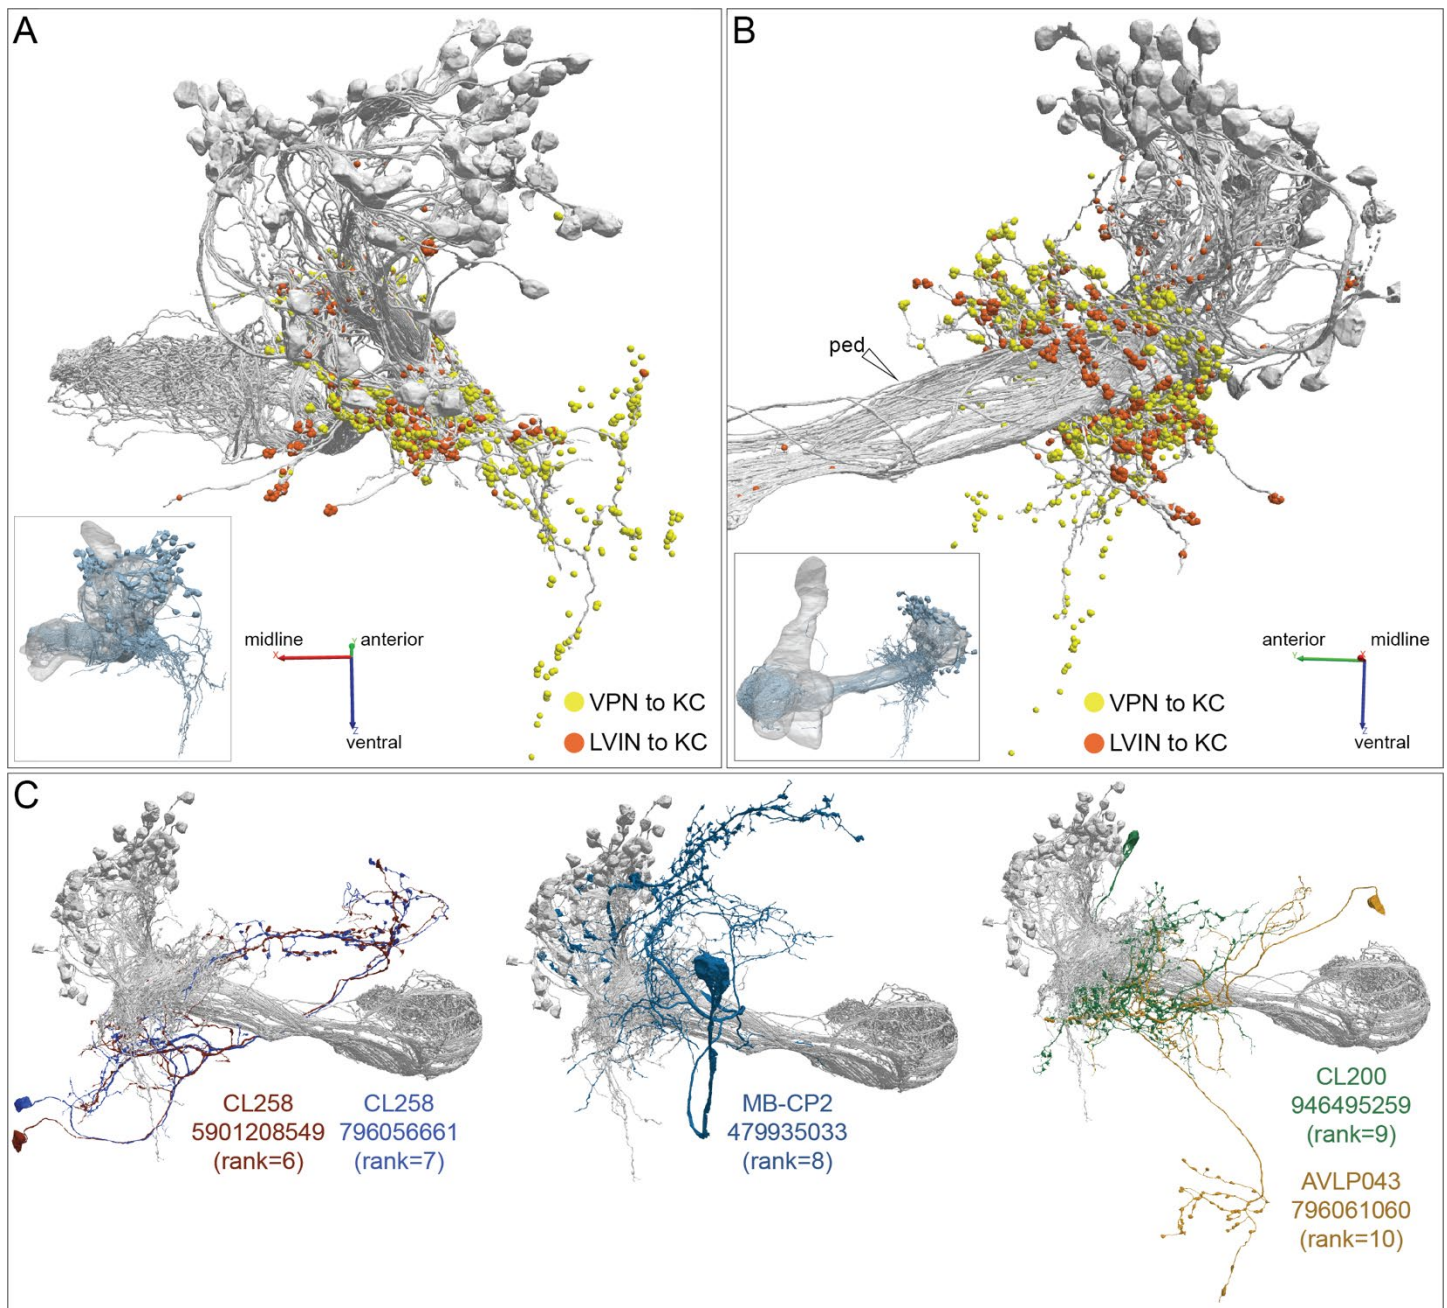 A
midline
X
Y
anterior
Z
ventral
VPN to KC
LVIN to KC
B
ped
anterior
Y
X
midline
Z
ventral
VPN to KC
LVIN to KC
C
CL258
5901208549
(rank=6)
CL258
796056661
(rank=7)
MB-CP2
479935033
(rank=8)
CL200
946495259
(rank=9)
AVLP043
796061060
(rank=10)